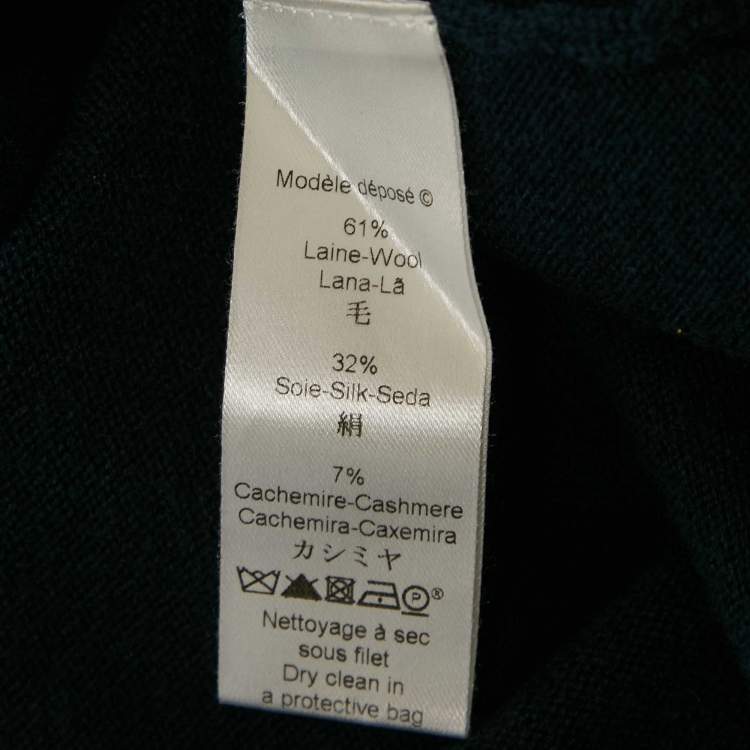 Modèle déposé ©
61%
Laine-Wool
Lana-Lã
毛
32%
Soie-Silk-Seda
絹
7%
Cachemire-Cashmere
Cachemira-Caxemira
カシミヤ
P®
Nettoyage à sec
sous filet
Dry clean in
a protective bag